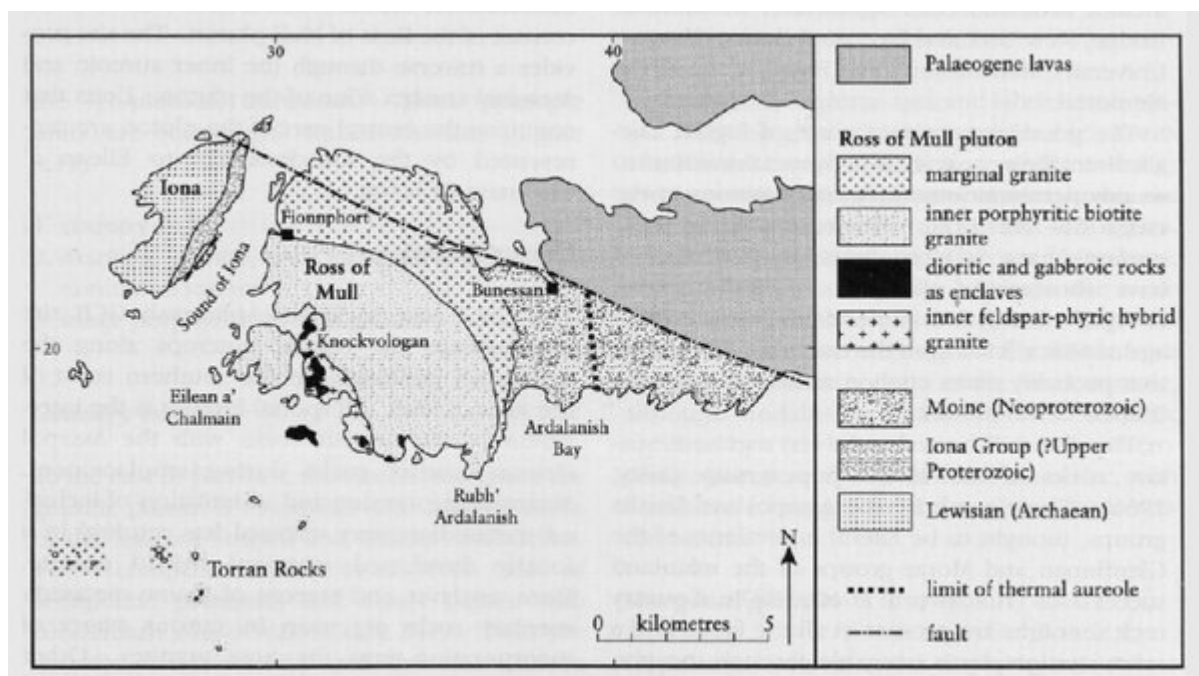 30
40
Iona
Fionnphort
Sound of Iona
Ross of
Mull
Bunessan
20
Knockvologan
Eilean a'
Chalmain
Ardalanish
Bay
Rubh'
Ardalanish
Torran Rocks
N
0 kilometres 5
Palaeogene lavas
Ross of Mull pluton
marginal granite
inner porphyritic biotite
granite
dioritic and gabbroic rocks
as enclaves
inner feldspar-phyric hybrid
granite
Moine (Neoproterozoic)
Iona Group (?Upper
Proterozoic)
Lewisian (Archaean)
limit of thermal aureole
fault